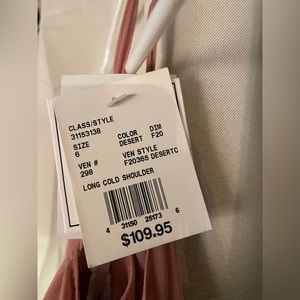 CLASS/STYLE
31153138
SIZE COLOR DIM
6 DESERT F20
VEN # VEN STYLE
298 F20365 DESERTC
LONG COLD SHOULDER
4 31150 25173 6
$109.95